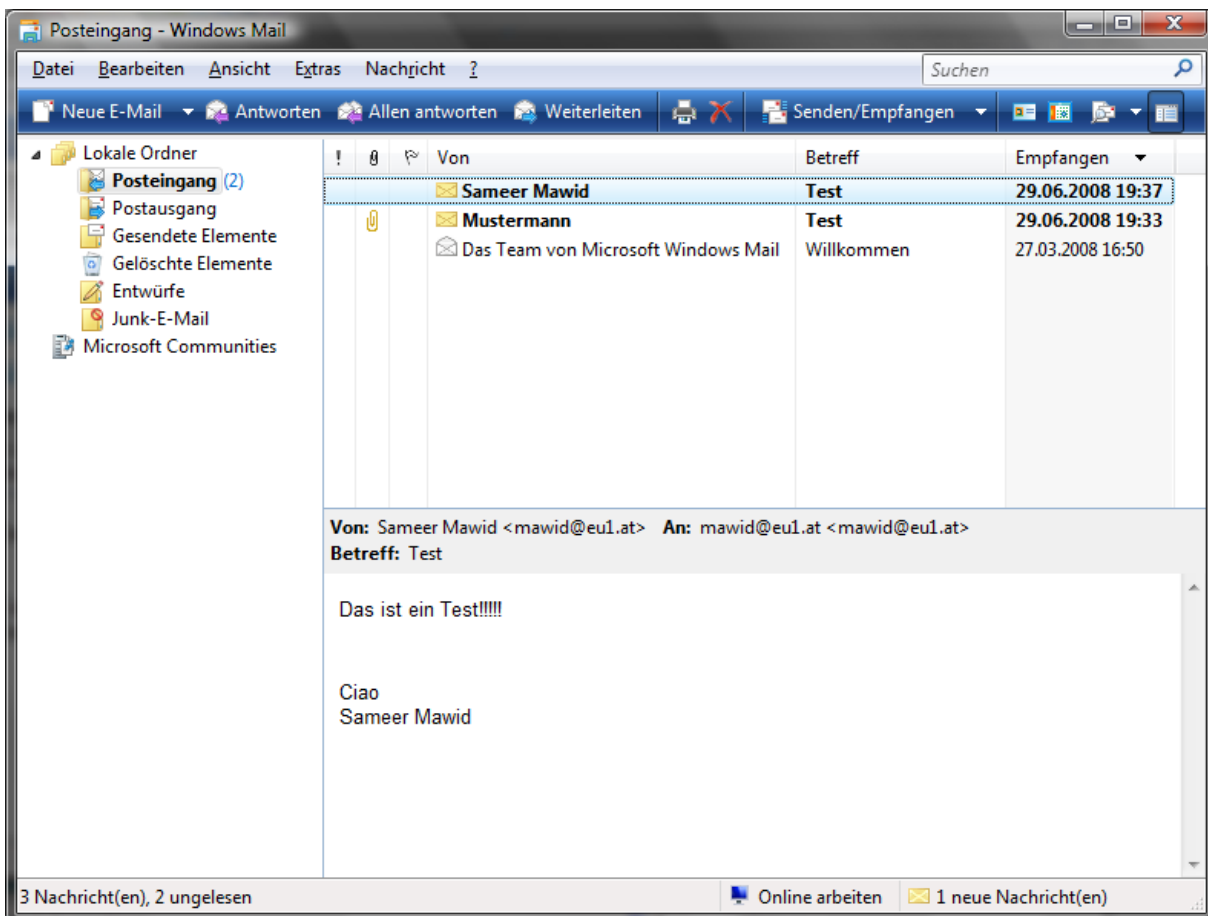 Posteingang - Windows Mail
Datei Bearbeiten Ansicht Extras Nachricht ? Suchen
Neue E-Mail Antworten Allen antworten Weiterleiten Senden/Empfangen
Lokale Ordner
Posteingang (2)
Postausgang
Gesendete Elemente
Gelöschte Elemente
Entwürfe
Junk-E-Mail
Microsoft Communities
! Von Betreff Empfangen
Sameer Mawid Test 29.06.2008 19:37
Mustermann Test 29.06.2008 19:33
Das Team von Microsoft Windows Mail Willkommen 27.03.2008 16:50
Von: Sameer Mawid <mawid@eu1.at> An: mawid@eu1.at <mawid@eu1.at>
Betreff: Test
Das ist ein Test!!!!!
Ciao
Sameer Mawid
3 Nachricht(en), 2 ungelesen Online arbeiten 1 neue Nachricht(en)